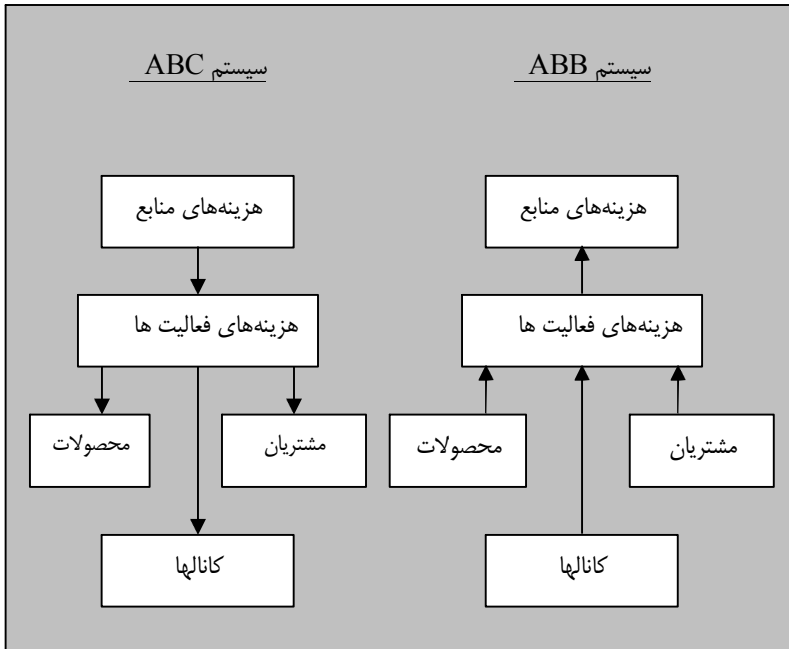 سیستم ABC
هزینه‌های منابع
هزینه‌های فعالیت ها
محصولات
مشتریان
کانالها
سیستم ABB
هزینه‌های منابع
هزینه‌های فعالیت ها
محصولات
مشتریان
کانالها